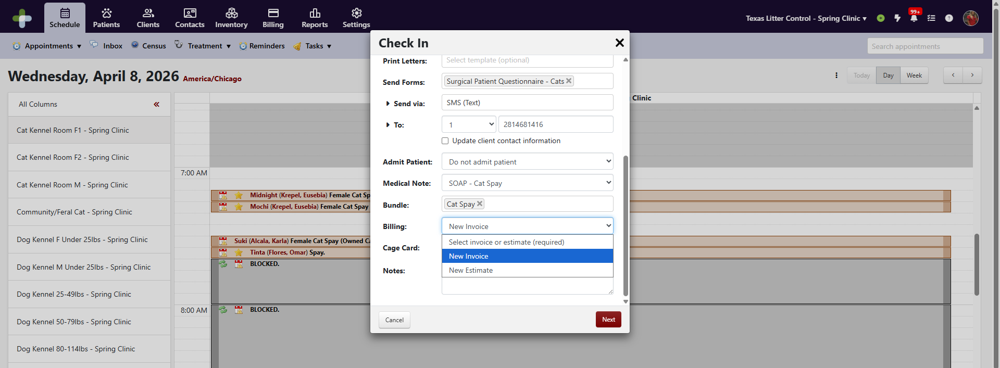 Schedule
Patients
Clients
Contacts
Inventory
Billing
Reports
Settings
Texas Litter Control - Spring Clinic ▾
99+
Appointments ▼
Inbox
Census
Treatment ▼
Reminders
Tasks ▼
Search appointments
Wednesday, April 8, 2026 America/Chicago
Today
Day
Week
All Columns
Cat Kennel Room F1 - Spring Clinic
Cat Kennel Room F2 - Spring Clinic
Cat Kennel Room M - Spring Clinic
Community/Feral Cat - Spring Clinic
Dog Kennel F Under 25lbs - Spring Clinic
Dog Kennel M Under 25lbs - Spring Clinic
Dog Kennel 25-49lbs - Spring Clinic
Dog Kennel 50-79lbs - Spring Clinic
Dog Kennel 80-114lbs - Spring Clinic
Clinic
7:00 AM
Midnight (Krepel, Eusebia) Female Cat Sp
Mochi (Krepel, Eusebia) Female Cat Spay
Suki (Alcala, Karla) Female Cat Spay (Owned Ca
Tinta (Flores, Omar) Spay.
BLOCKED.
8:00 AM
BLOCKED.
Check In
Print Letters:
Select template (optional)
Send Forms:
Surgical Patient Questionnaire - Cats
Send via:
SMS (Text)
To:
1
2814681416
Update client contact information
Admit Patient:
Do not admit patient
Medical Note:
SOAP - Cat Spay
Bundle:
Cat Spay
Billing:
New Invoice
Select invoice or estimate (required)
New Invoice
New Estimate
Cage Card:
Notes:
Cancel
Next